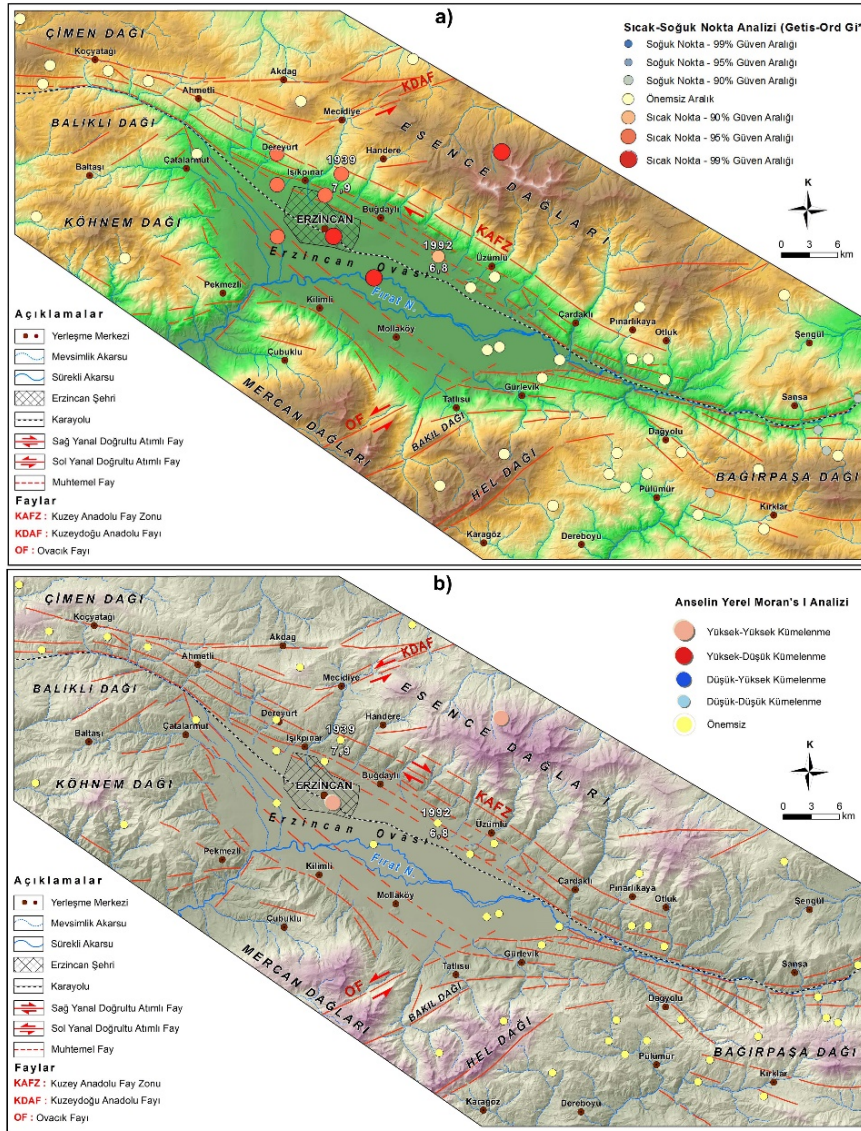 a)
Sıcak-Soğuk Nokta Analizi (Getis-Ord Gi*
Soğuk Nokta - 99% Güven Aralığı
Soğuk Nokta - 95% Güven Aralığı
Soğuk Nokta - 90% Güven Aralığı
Önemsiz Aralık
Sıcak Nokta - 90% Güven Aralığı
Sıcak Nokta - 95% Güven Aralığı
Sıcak Nokta - 99% Güven Aralığı
K
0 2 4 8
km
ÇİMEN DAĞI
Koçyatağı
Akdag
KDAF
Ahmetli
Mecidiye
BALIKLI DAĞI
ESENCE DAĞLARI
Dereyurt
Handere
Baltaşı
Çatalarmut
Işıkpınar
1939
7,9
KÖHNEM DAĞI
Buğdaylı
ERZİNCAN
KAFZ
1992
6,8
Üzümlü
Erzincan Ovası
Pekmezli
Fırat N.
Kilimli
Çardaklı
Pınarlıkaya
Otluk
Şengül
Mollaköy
Çubuklu
MERCAN DAĞLARI
Gürlevik
Tatlısu
Sansa
OF
BAKIL DAĞI
Dağyolu
HEL DAĞI
BAĞIRPAŞA DAĞI
Pülümür
Kırklar
Karagöz
Dereboyu
Açıklamalar
Yerleşme Merkezi
Mevsimlik Akarsu
Sürekli Akarsu
Erzincan Şehri
Karayolu
Sağ Yanal Doğrultu Atımlı Fay
Sol Yanal Doğrultu Atımlı Fay
Muhtemel Fay
Faylar
KAFZ : Kuzey Anadolu Fay Zonu
KDAF : Kuzeydoğu Anadolu Fayı
OF : Ovacık Fayı
b)
Anselin Yerel Moran's I Analizi
Yüksek-Yüksek Kümelenme
Yüksek-Düşük Kümelenme
Düşük-Yüksek Kümelenme
Düşük-Düşük Kümelenme
Önemsiz
K
0 2 4 8
km
ÇİMEN DAĞI
Koçyatağı
Akdag
KDAF
Ahmetli
Mecidiye
BALIKLI DAĞI
ESENCE DAĞLARI
Dereyurt
Handere
Baltaşı
Çatalarmut
Işıkpınar
1939
7,9
KÖHNEM DAĞI
Buğdaylı
ERZİNCAN
KAFZ
1992
6,8
Üzümlü
Erzincan Ovası
Pekmezli
Fırat N.
Kilimli
Çardaklı
Pınarlıkaya
Otluk
Şengül
Mollaköy
Çubuklu
MERCAN DAĞLARI
Gürlevik
Tatlısu
Sansa
OF
BAKIL DAĞI
Dağyolu
HEL DAĞI
BAĞIRPAŞA DAĞI
Pülümür
Kırklar
Karagöz
Dereboyu
Açıklamalar
Yerleşme Merkezi
Mevsimlik Akarsu
Sürekli Akarsu
Erzincan Şehri
Karayolu
Sağ Yanal Doğrultu Atımlı Fay
Sol Yanal Doğrultu Atımlı Fay
Muhtemel Fay
Faylar
KAFZ : Kuzey Anadolu Fay Zonu
KDAF : Kuzeydoğu Anadolu Fayı
OF : Ovacık Fayı